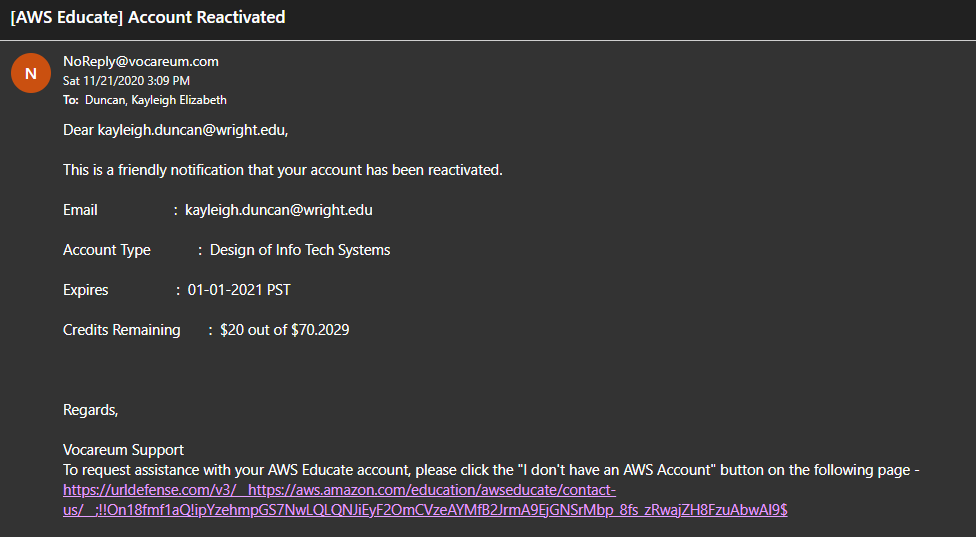 [AWS Educate] Account Reactivated
N
NoReply@vocareum.com
Sat 11/21/2020 3:09 PM
To: Duncan, Kayleigh Elizabeth
Dear kayleigh.duncan@wright.edu,
This is a friendly notification that your account has been reactivated.
Email : kayleigh.duncan@wright.edu
Account Type : Design of Info Tech Systems
Expires : 01-01-2021 PST
Credits Remaining : $20 out of $70.2029
Regards,
Vocareum Support
To request assistance with your AWS Educate account, please click the "I don't have an AWS Account" button on the following page -
https://urldefense.com/v3/__https://aws.amazon.com/education/awseducate/contact-
us/__;!!On18fmf1aQ!ipYzehmpGS7NwLQLQNJiEyF2OmCVzeAYMfB2JrmA9EjGNSrMbp_8fs_zRwajZH8FzuAbwAI9$